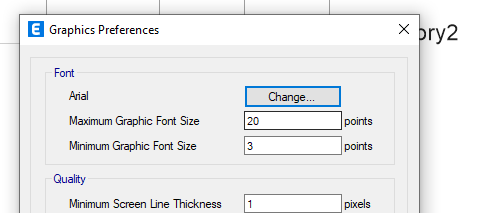 E Graphics Preferences
ory2
Font
Arial Change...
Maximum Graphic Font Size 20 points
Minimum Graphic Font Size 3 points
Quality
Minimum Screen Line Thickness 1 pixels